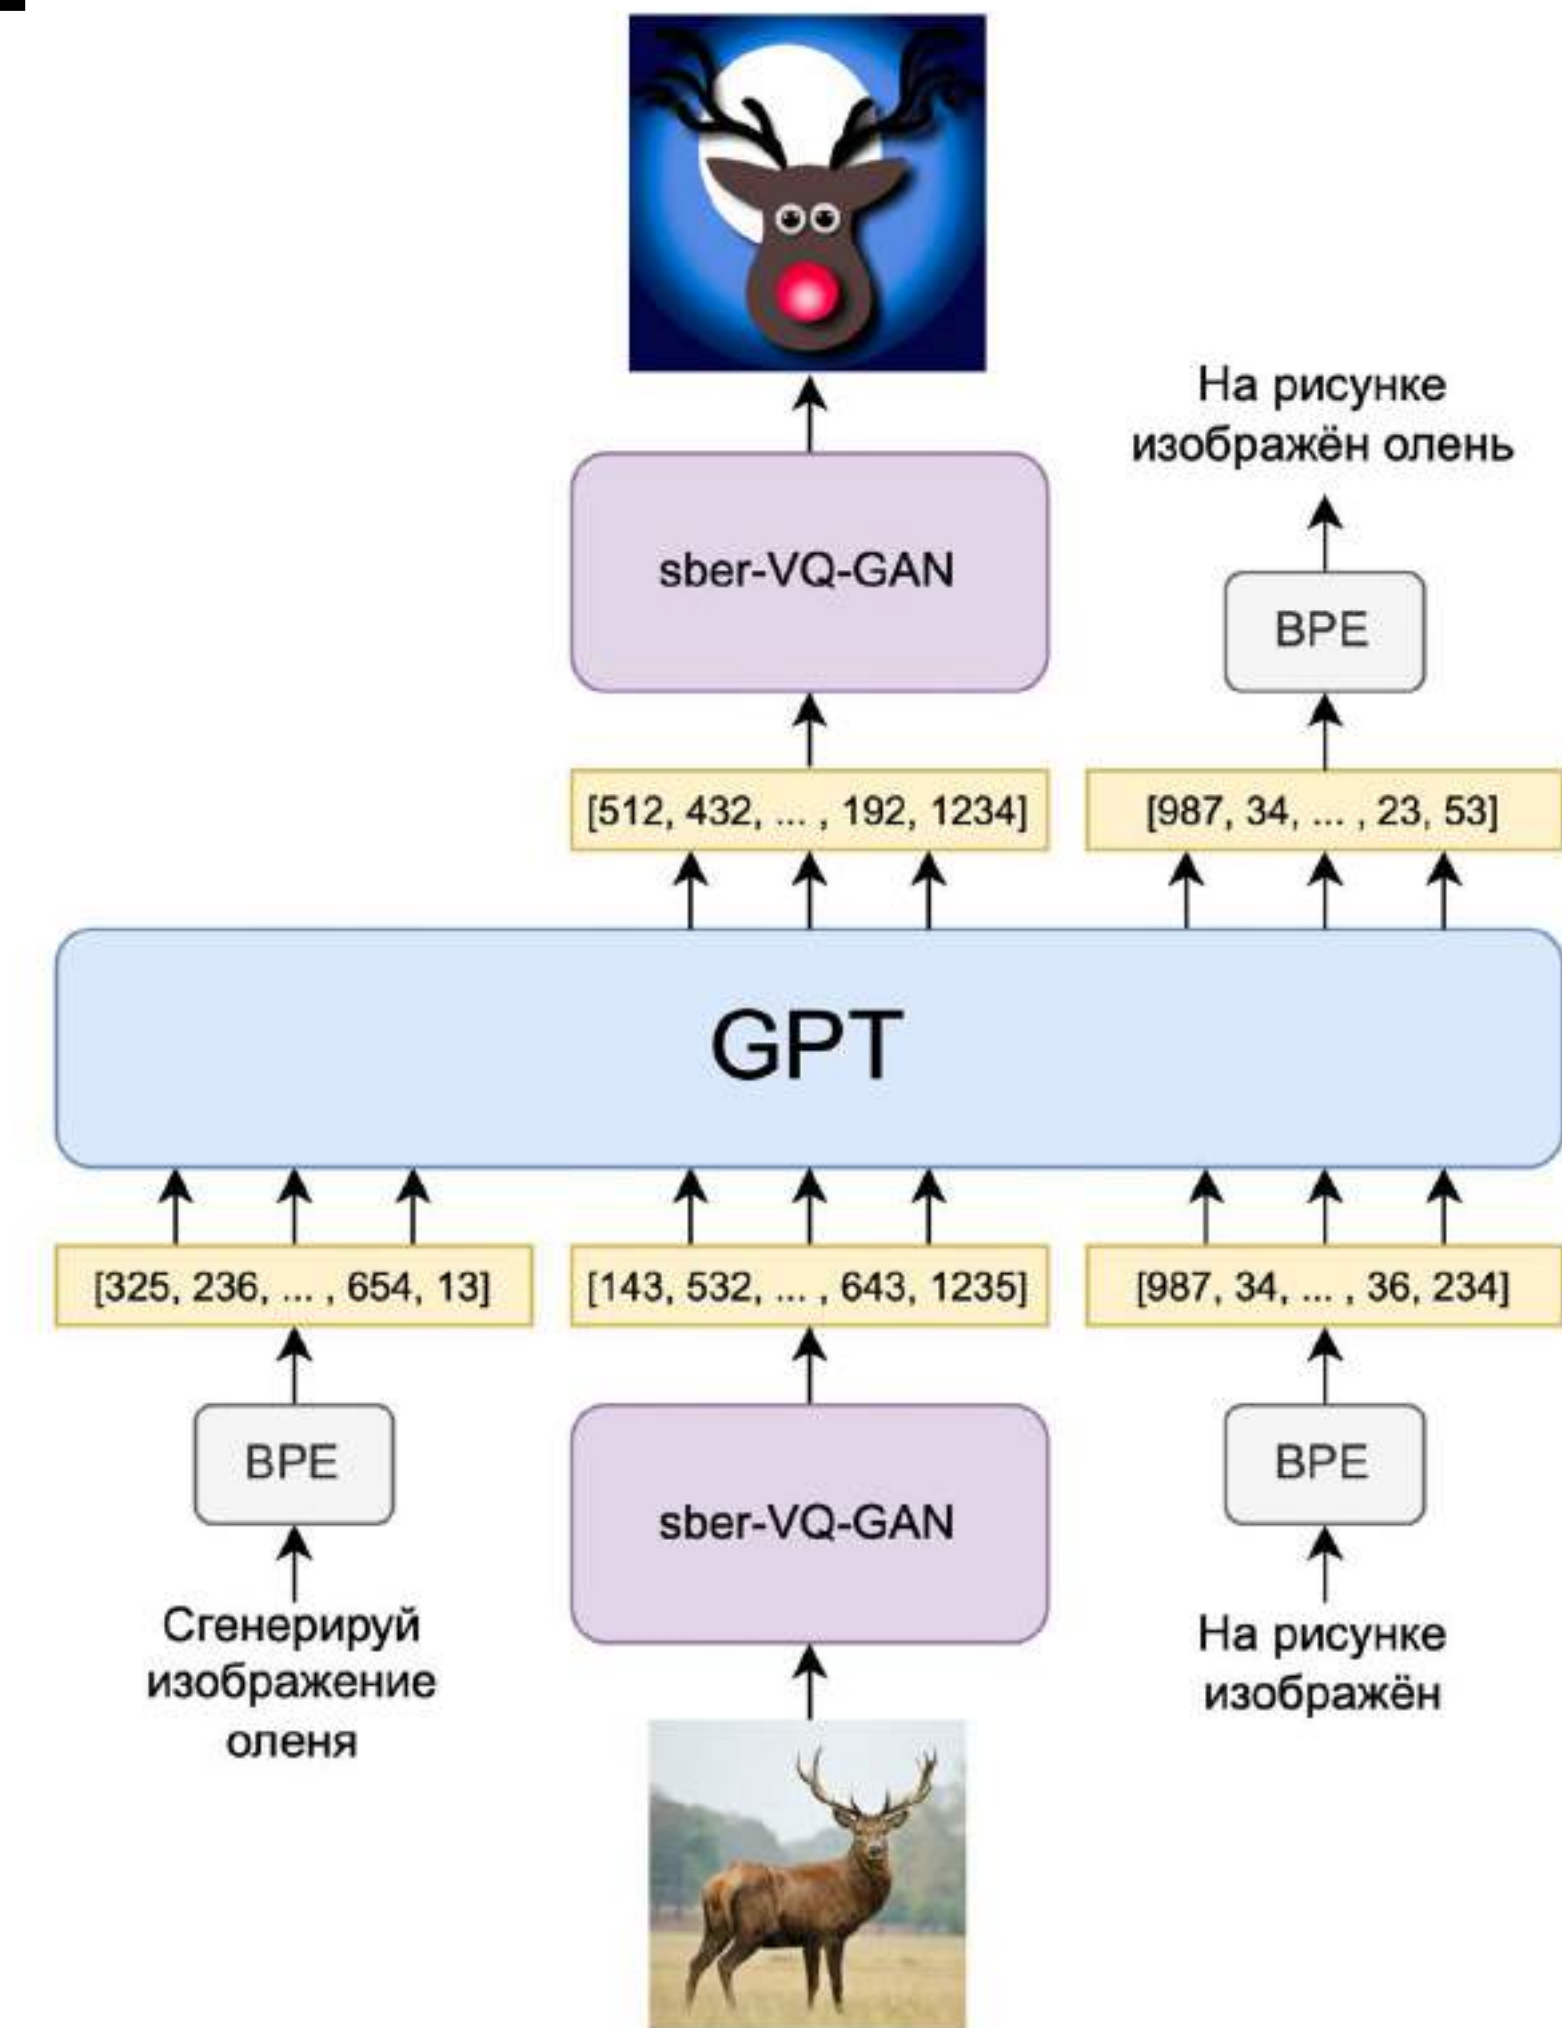 На рисунке
изображён олень
sber-VQ-GAN
BPE
[512, 432, ... , 192, 1234]
[987, 34, ... , 23, 53]
GPT
[325, 236, ... , 654, 13]
[143, 532, ... , 643, 1235]
[987, 34, ... , 36, 234]
BPE
sber-VQ-GAN
BPE
Сгенерируй
изображение
оленя
На рисунке
изображён